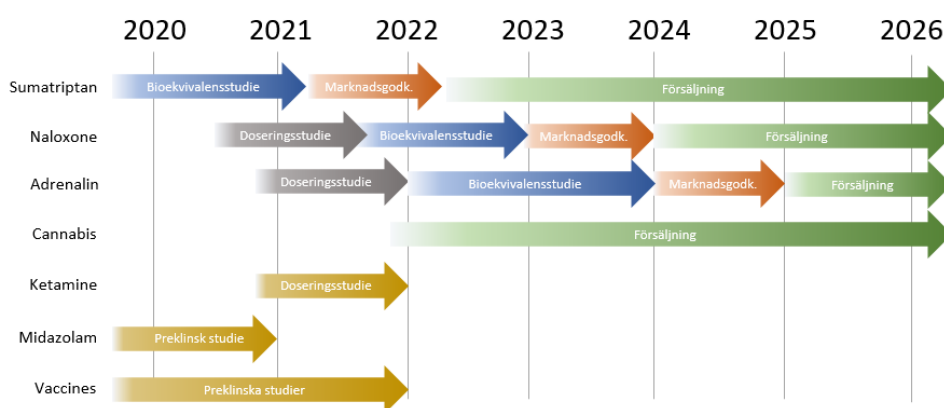 2020 2021 2022 2023 2024 2025 2026
Sumatriptan Bioekvivalensstudie Marknadsgodk. Försäljning
Naloxone Doseringsstudie Bioekvivalensstudie Marknadsgodk. Försäljning
Adrenalin Doseringsstudie Bioekvivalensstudie Marknadsgodk. Försäljning
Cannabis Försäljning
Ketamine Doseringsstudie
Midazolam Preklinsk studie
Vaccines Preklinska studier